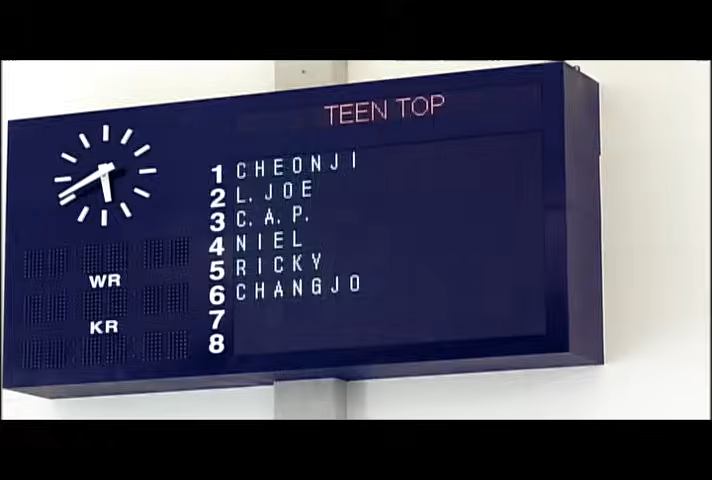 TEEN TOP
1 CHEONJI
2 L. JOE
3 C. A. P.
4 NIEL
5 RICKY
6 CHANGJO
7
8
WR
KR